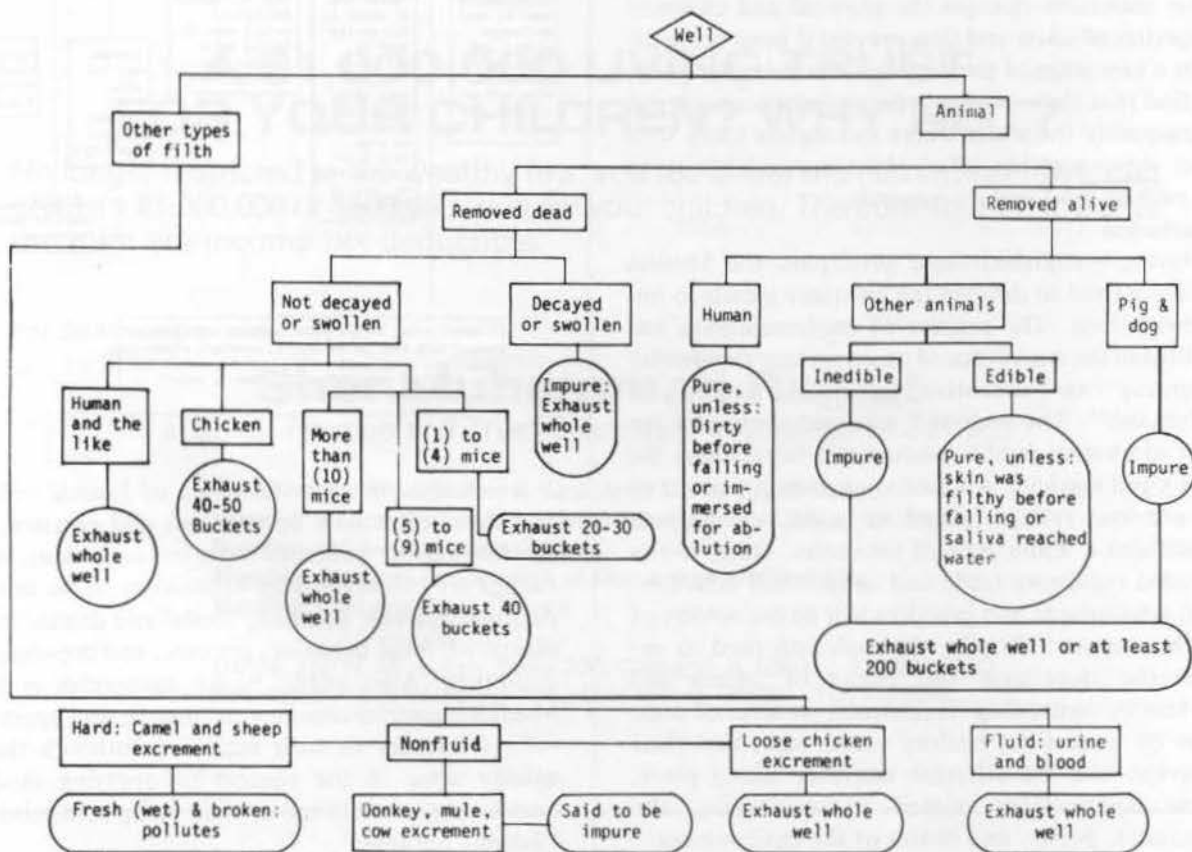 Well
Other types
of filth
Animal
Removed dead
Removed alive
Not decayed
or swollen
Decayed
or swollen
Human
Other animals
Pig &
dog
Inedible
Edible
Human
and the
like
Chicken
More
than
(10)
mice
(1) to
(4) mice
(5) to
(9) mice
Impure:
Exhaust
whole
well
Pure,
unless:
Dirty
before
falling
or im-
mersed
for ab-
lution
Impure
Pure, unless:
skin was
filthy before
falling or
saliva reached
water
Impure
Exhaust
whole
well
Exhaust
40-50
Buckets
Exhaust
whole
well
Exhaust 20-30
buckets
Exhaust 40
buckets
Exhaust whole well or at least
200 buckets
Hard: Camel and sheep
excrement
Nonfluid
Loose chicken
excrement
Fluid: urine
and blood
Fresh (wet) & broken:
pollutes
Donkey, mule,
cow excrement
Said to be
impure
Exhaust whole
well
Exhaust whole
well